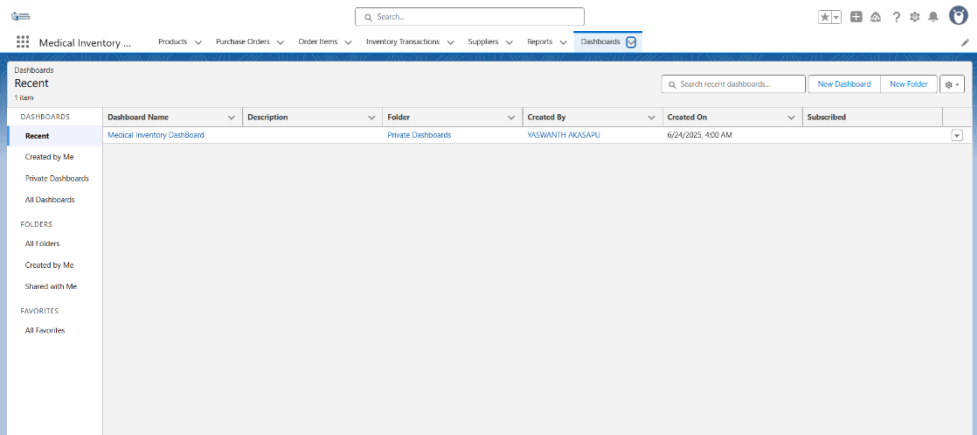 Search...
Medical Inventory ...
Products
Purchase Orders
Order Items
Inventory Transactions
Suppliers
Reports
Dashboards
Dashboards
Recent
1 item
Search recent dashboards...
New Dashboard
New Folder
DASHBOARDS
Recent
Created by Me
Private Dashboards
All Dashboards
FOLDERS
All Folders
Created by Me
Shared with Me
FAVORITES
All Favorites
Dashboard Name Description Folder Created By Created On Subscribed
Medical Inventory DashBoard Private Dashboards YASWANTH AKASAPU 6/24/2025, 4:00 AM